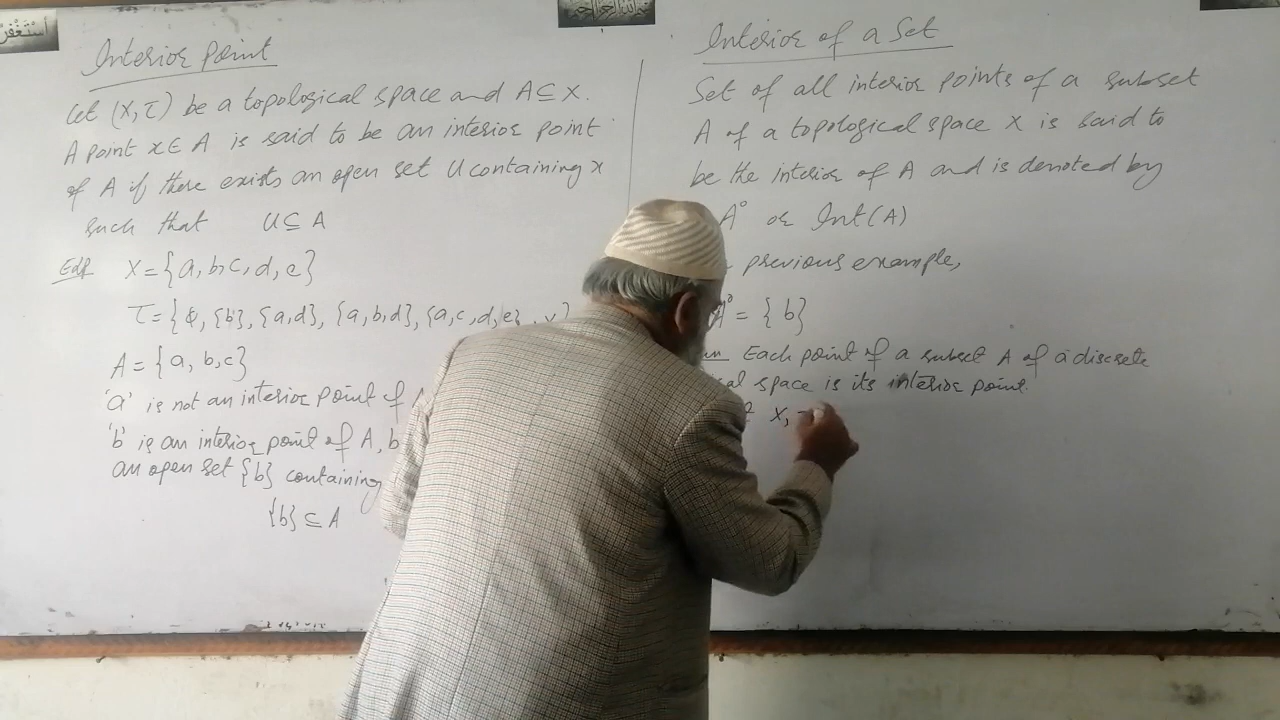 أستغفر
Interior point
Let (X, τ) be a topological space and A⊆X.
A point x∈A is said to be an interior point
of A if there exists an open set U containing x
such that U⊆A
X={a,b,c,d,e}
τ={Φ,{b},{a,d},{a,b,d},{a,c,d,e},
A={a,b,c}
'a' is not an interior point of
'b' is an interior point of A,
an open set {b} containing
{b}⊆A
Interior of a Set
Set of all interior points of a subset
A of a topological space X is said to
be the interior of A and is denoted by
A° or Int(A)
previous example,
A°={b}
Each point of a subset A of a discrete
space is its interior point.
X,